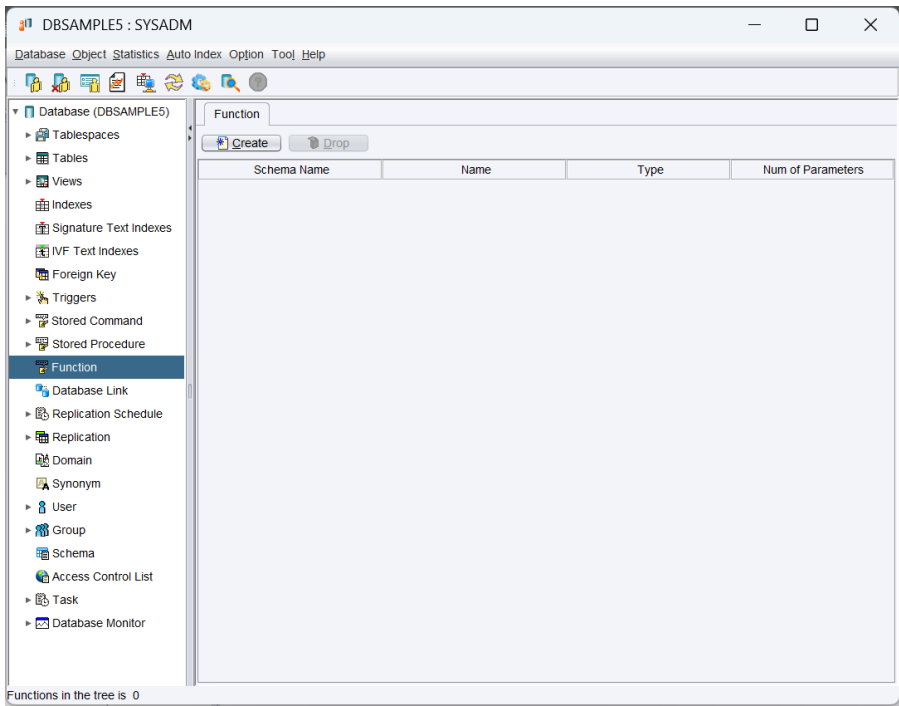 DBSAMPLE5 : SYSADM
Database Object Statistics Auto Index Option Tool Help
Database (DBSAMPLE5)
Tablespaces
Tables
Views
Indexes
Signature Text Indexes
IVF Text Indexes
Foreign Key
Triggers
Stored Command
Stored Procedure
Function
Database Link
Replication Schedule
Replication
Domain
Synonym
User
Group
Schema
Access Control List
Task
Database Monitor
Function
Create Drop
Schema Name Name Type Num of Parameters
Functions in the tree is 0